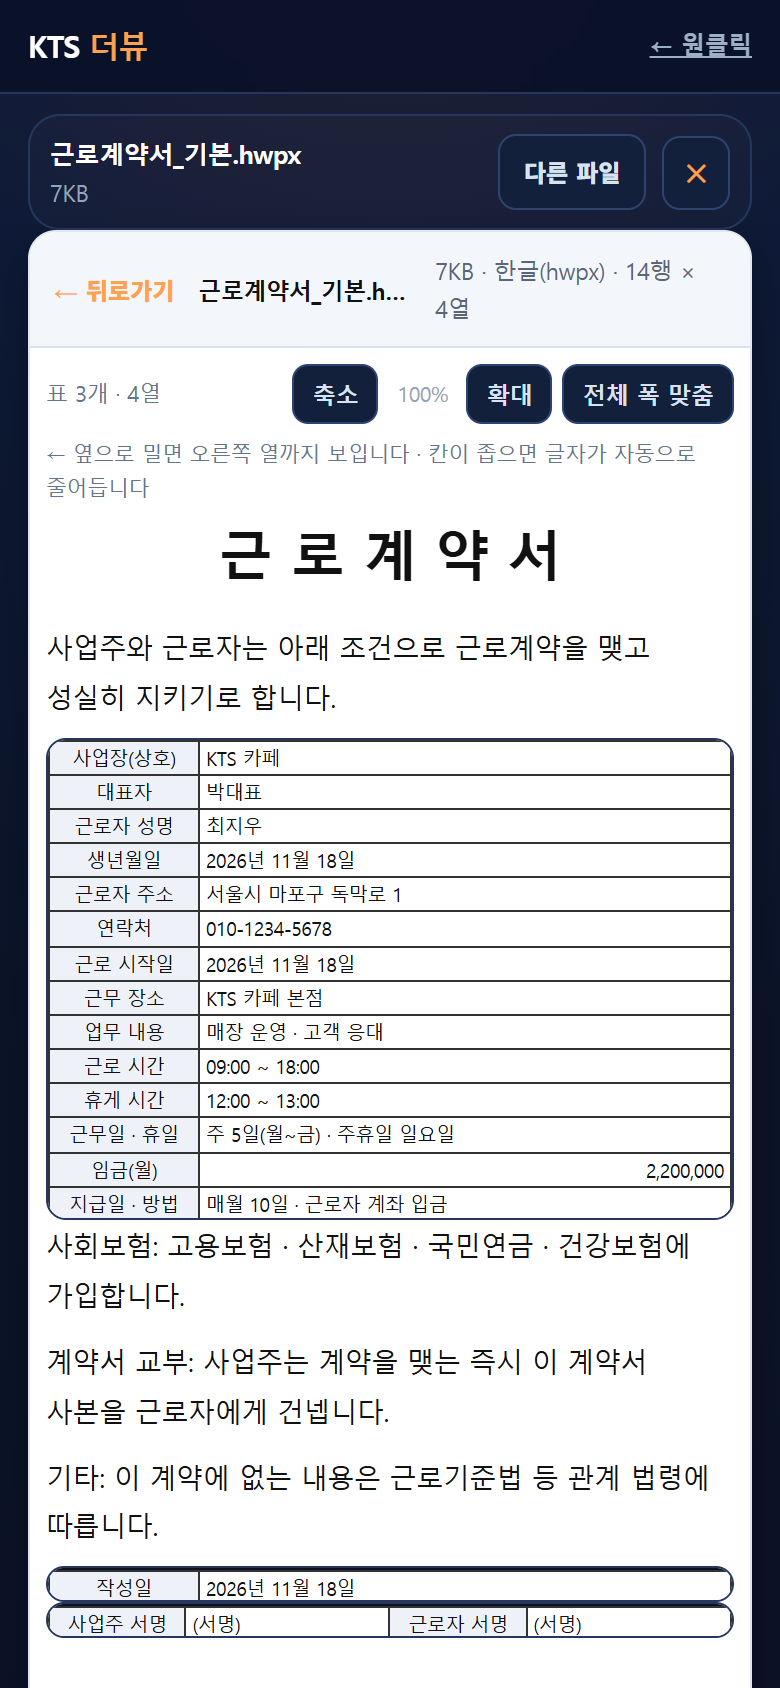 KTS 더뷰
← 원클릭
근로계약서_기본.hwpx
7KB
다른 파일
×
← 뒤로가기
근로계약서_기본.h...
7KB · 한글(hwpx) · 14행 ×
4열
표 3개 · 4열
축소
100%
확대
전체 폭 맞춤
← 옆으로 밀면 오른쪽 열까지 보입니다 · 칸이 좁으면 글자가 자동으로
줄어듭니다
근 로 계 약 서
사업주와 근로자는 아래 조건으로 근로계약을 맺고
성실히 지키기로 합니다.
사업장(상호) KTS 카페
대표자 박대표
근로자 성명 최지우
생년월일 2026년 11월 18일
근로자 주소 서울시 마포구 독막로 1
연락처 010-1234-5678
근로 시작일 2026년 11월 18일
근무 장소 KTS 카페 본점
업무 내용 매장 운영 · 고객 응대
근로 시간 09:00 ~ 18:00
휴게 시간 12:00 ~ 13:00
근무일 · 휴일 주 5일(월~금) · 주휴일 일요일
임금(월) 2,200,000
지급일 · 방법 매월 10일 · 근로자 계좌 입금
사회보험: 고용보험 · 산재보험 · 국민연금 · 건강보험에
가입합니다.
계약서 교부: 사업주는 계약을 맺는 즉시 이 계약서
사본을 근로자에게 건넵니다.
기타: 이 계약에 없는 내용은 근로기준법 등 관계 법령에
따릅니다.
작성일 2026년 11월 18일
사업주 서명 (서명) 근로자 서명 (서명)